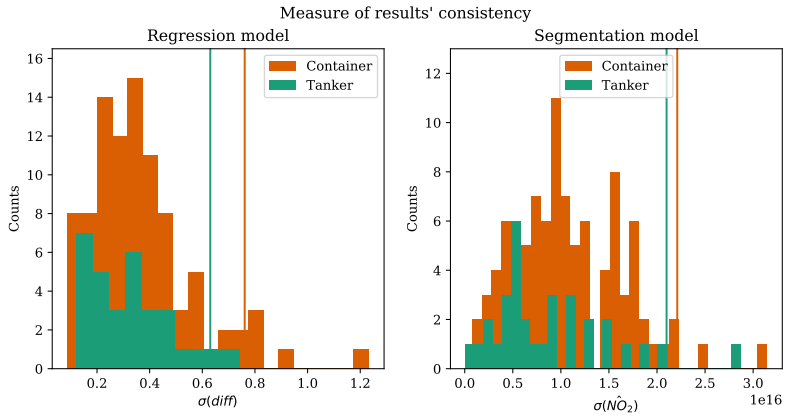 Measure of results' consistency
Regression model
Segmentation model
Counts
16
14
12
10
8
6
4
2
0
Container
Tanker
0.2 0.4 0.6 0.8 1.0 1.2
σ(diff)
Counts
12
10
8
6
4
2
0
Container
Tanker
0.0 0.5 1.0 1.5 2.0 2.5 3.0
1e16
σ(NÔ₂)